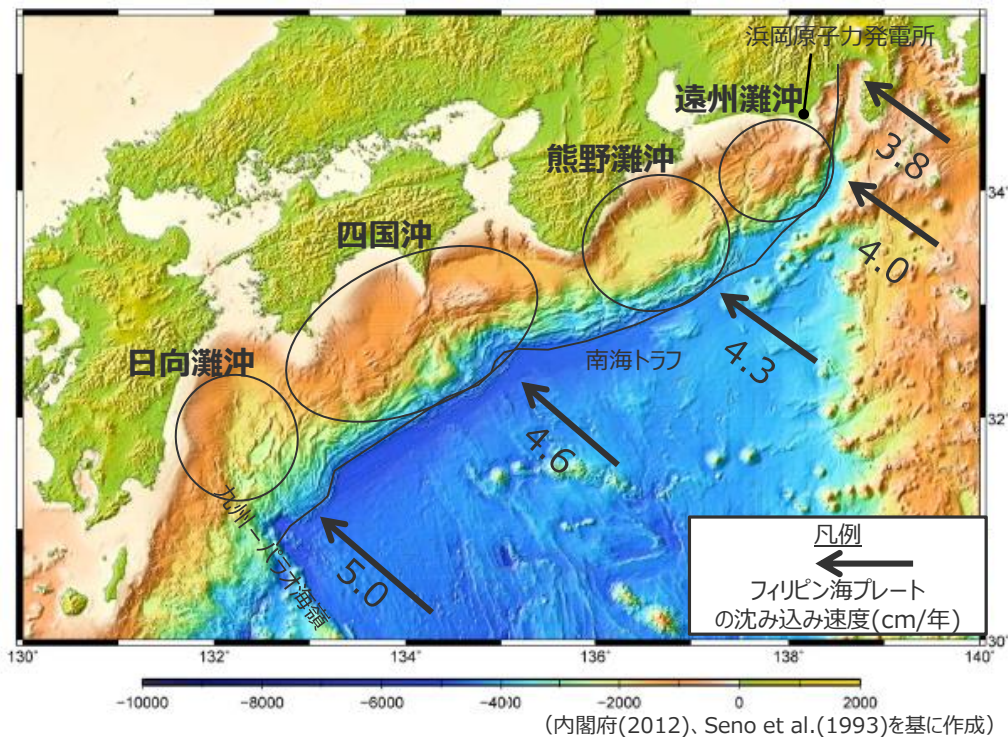 浜岡原子力発電所
遠州灘沖
熊野灘沖
四国沖
日向灘沖
3.8
4.0
4.3
4.6
5.0
南海トラフ
九州－パラオ海嶺
34°
32°
30°
130°
132°
134°
136°
138°
140°
凡例
フィリピン海プレート
の沈み込み速度(cm/年)
-10000 -8000 -6000 -4000 -2000 0 2000
（内閣府(2012)、Seno et al.(1993)を基に作成）